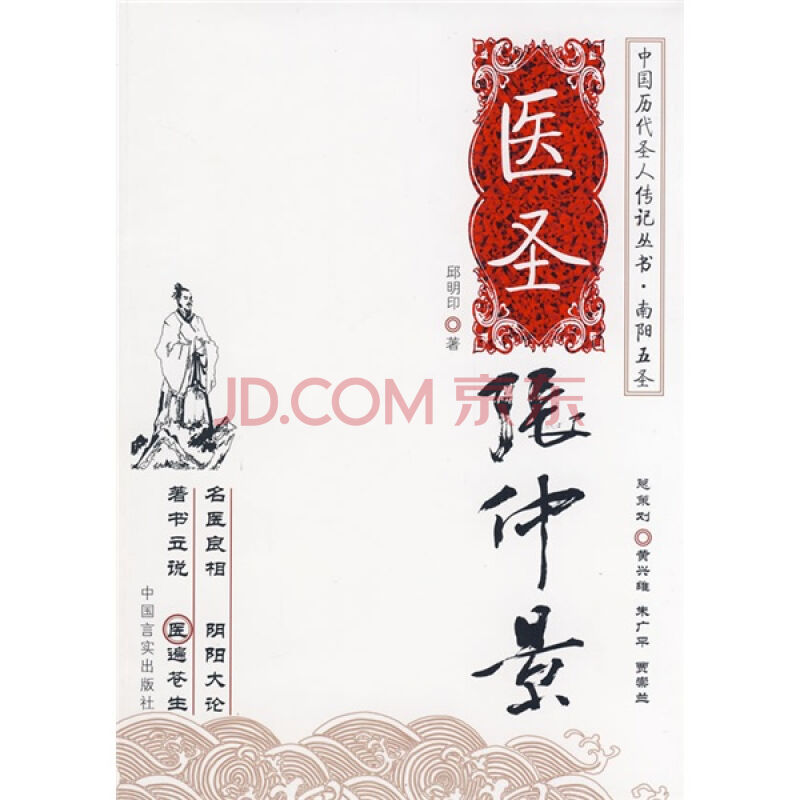 中国历代圣人传记丛书·南阳五圣
医圣
張仲景
邱明印 著
总策划 黄兴维 朱广平 贾崇兰
名医良相 阴阳大论
著书立说 医遍苍生
中国言实出版社
JD.COM 京东